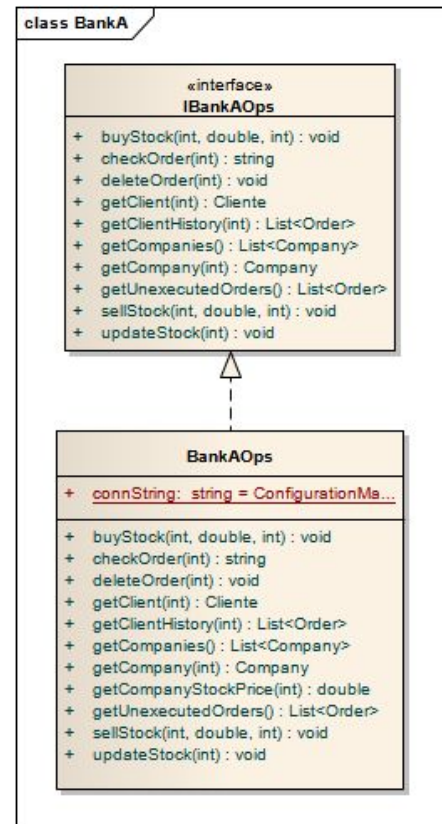 class BankA
«interface»
IBankAOps
+ buyStock(int, double, int) : void
+ checkOrder(int) : string
+ deleteOrder(int) : void
+ getClient(int) : Cliente
+ getClientHistory(int) : List<Order>
+ getCompanies() : List<Company>
+ getCompany(int) : Company
+ getUnexecutedOrders() : List<Order>
+ sellStock(int, double, int) : void
+ updateStock(int) : void
BankAOps
+ connString: string = ConfigurationMa...
+ buyStock(int, double, int) : void
+ checkOrder(int) : string
+ deleteOrder(int) : void
+ getClient(int) : Cliente
+ getClientHistory(int) : List<Order>
+ getCompanies() : List<Company>
+ getCompany(int) : Company
+ getCompanyStockPrice(int) : double
+ getUnexecutedOrders() : List<Order>
+ sellStock(int, double, int) : void
+ updateStock(int) : void